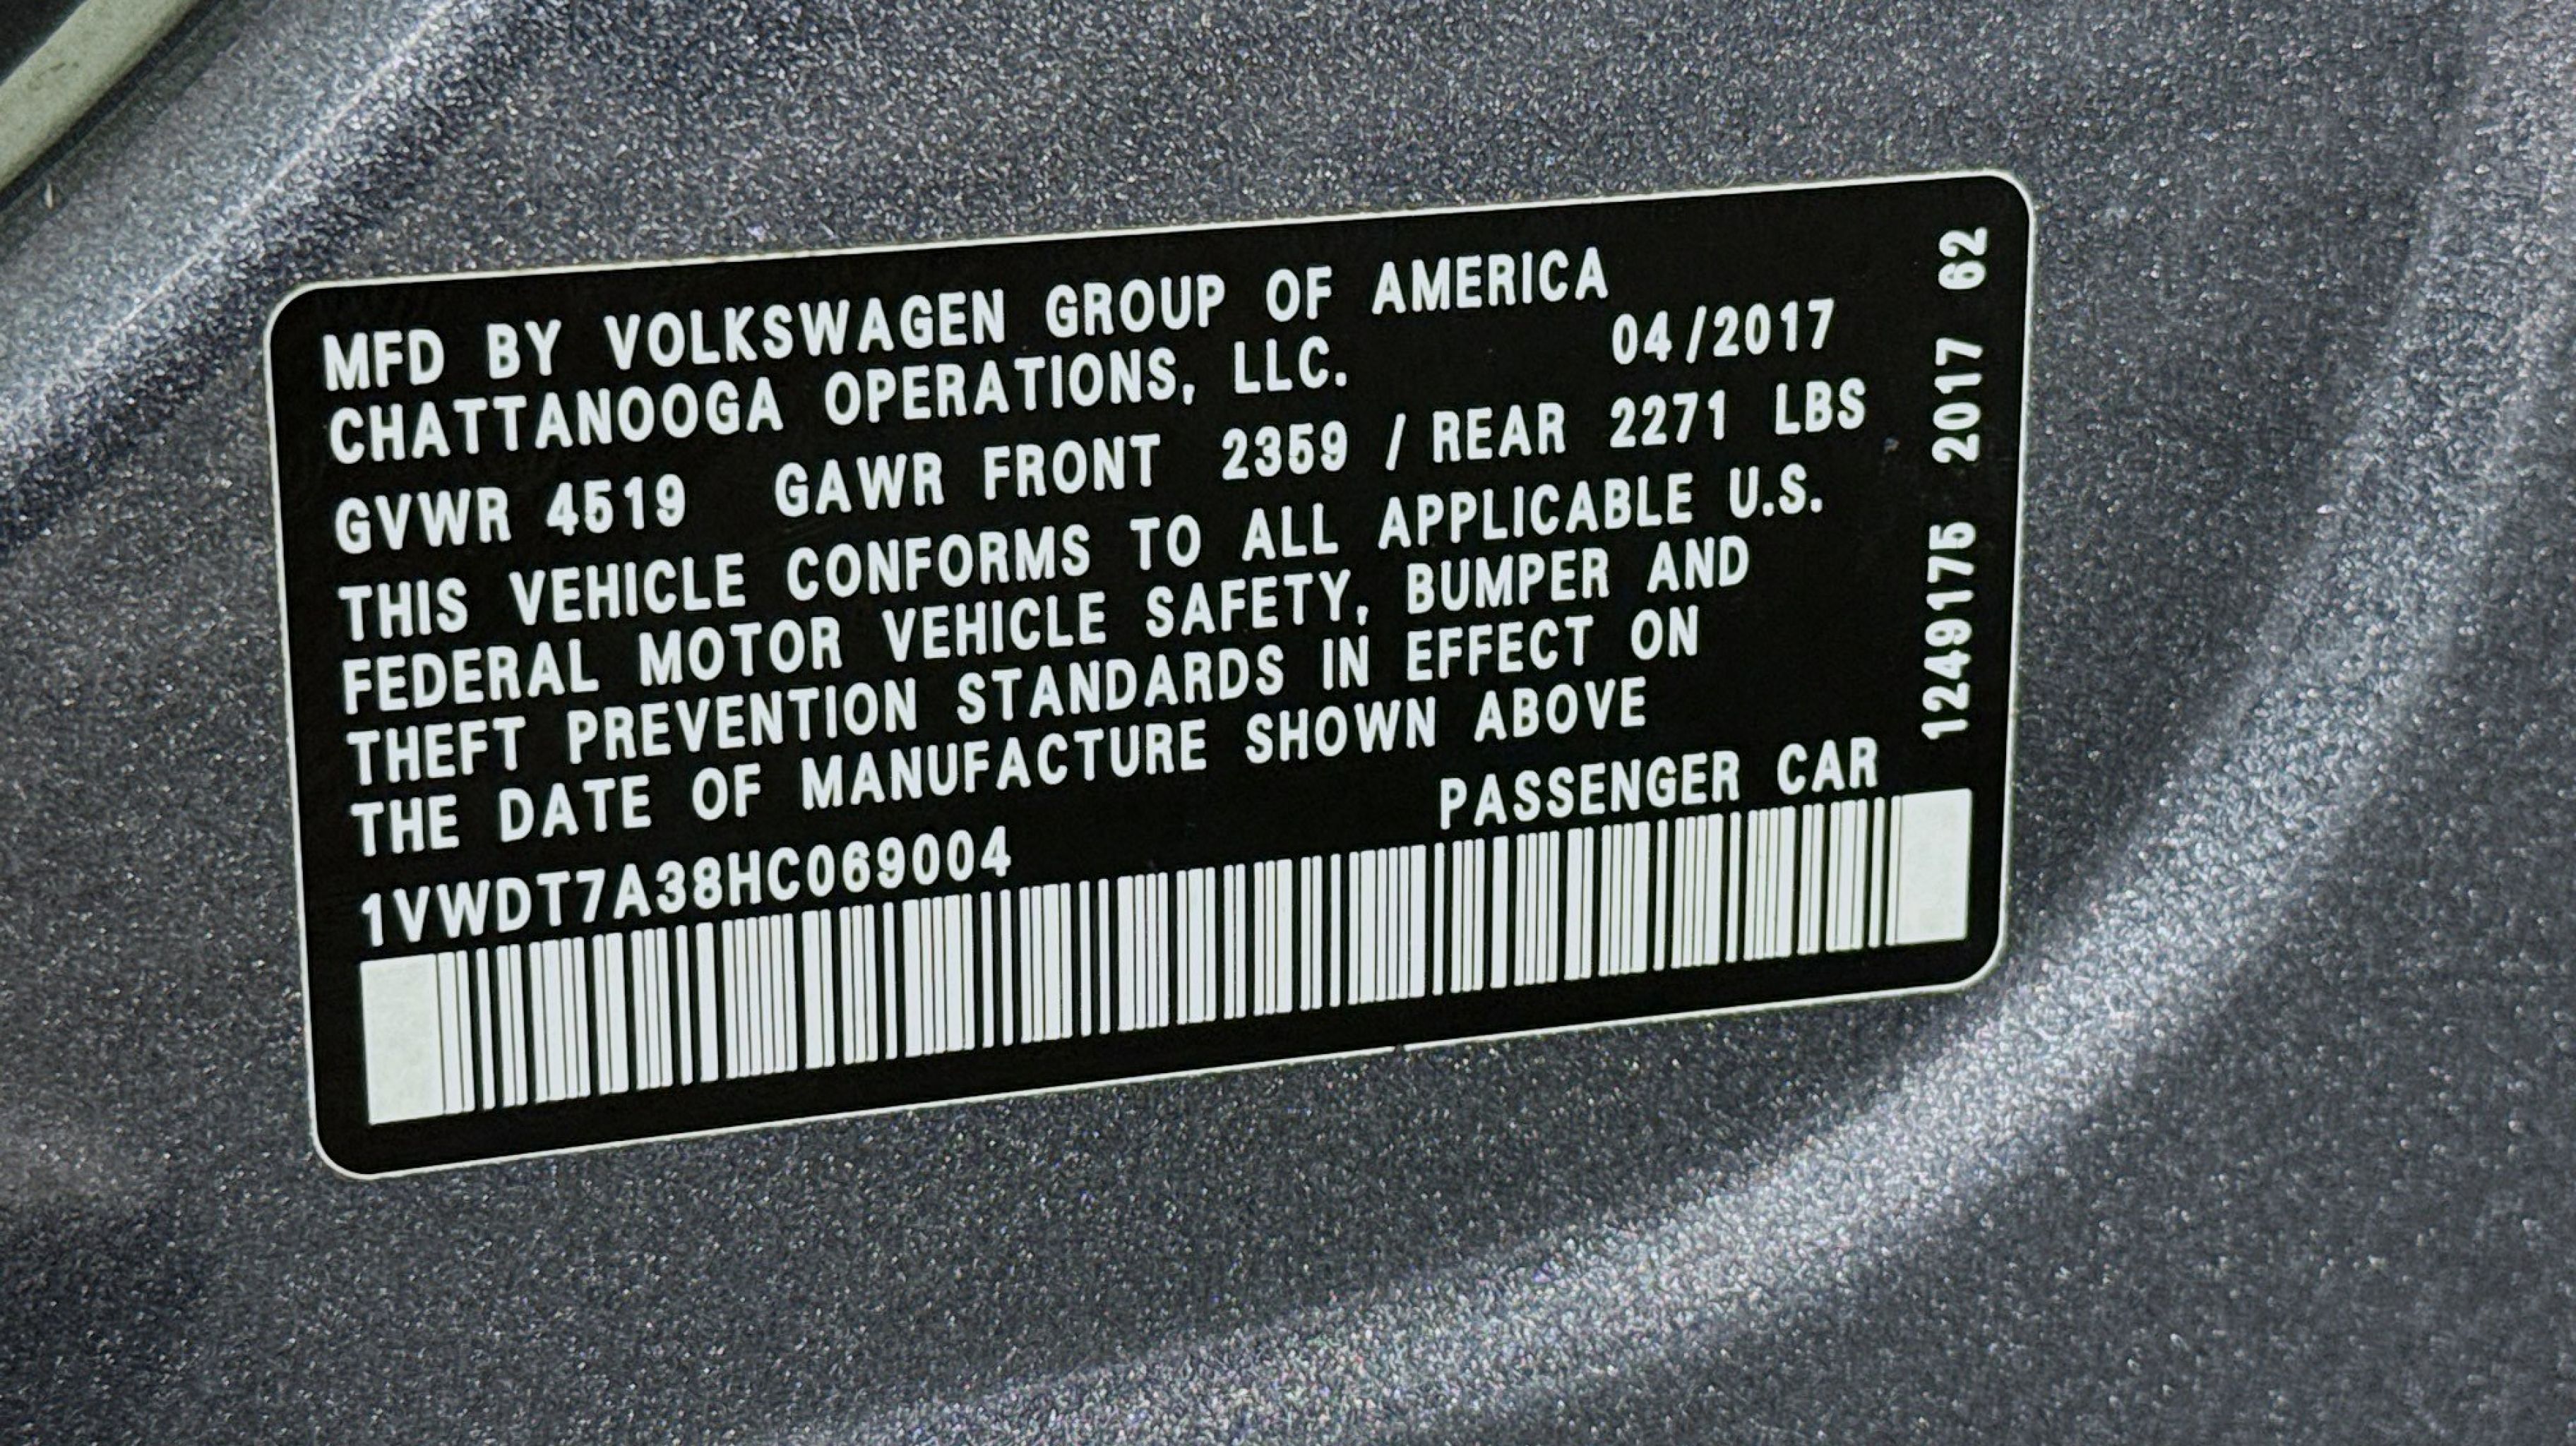 MFD BY VOLKSWAGEN GROUP OF AMERICA
CHATTANOOGA OPERATIONS, LLC. 04/2017
GVWR 4519 GAWR FRONT 2359 / REAR 2271 LBS
THIS VEHICLE CONFORMS TO ALL APPLICABLE U.S.
FEDERAL MOTOR VEHICLE SAFETY, BUMPER AND
THEFT PREVENTION STANDARDS IN EFFECT ON
THE DATE OF MANUFACTURE SHOWN ABOVE
1VWDT7A38HC069004 PASSENGER CAR
1249175 2017 62